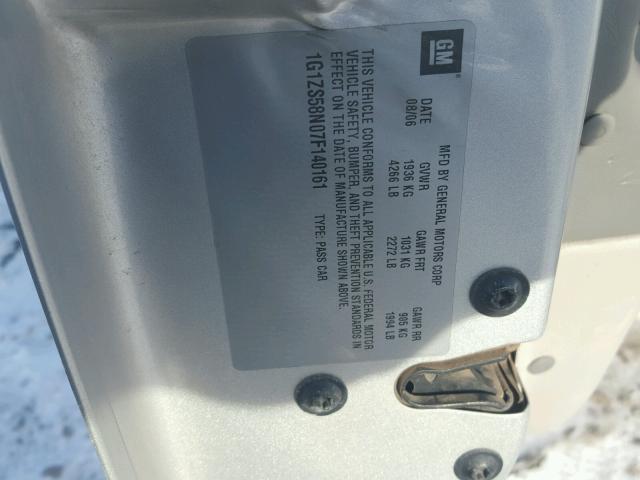 GM
MFD BY GENERAL MOTORS CORP
DATE GVWR GAWR FRT GAWR RR
08/06 1936 KG 1031 KG 905 KG
4266 LB 2272 LB 1994 LB
THIS VEHICLE CONFORMS TO ALL APPLICABLE U.S. FEDERAL MOTOR
VEHICLE SAFETY, BUMPER, AND THEFT PREVENTION STANDARDS IN
EFFECT ON THE DATE OF MANUFACTURE SHOWN ABOVE.
1G1ZS58N07F140161 TYPE: PASS CAR